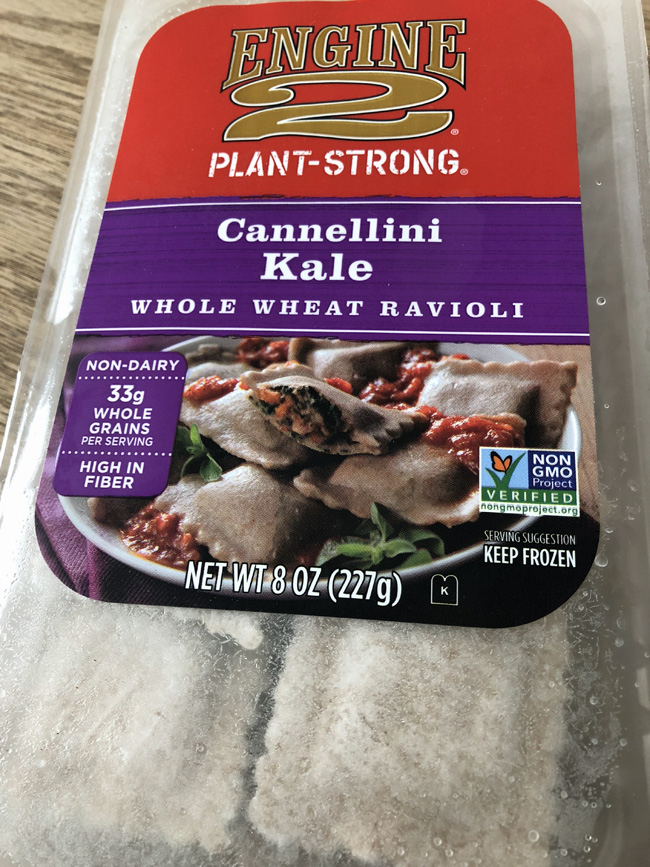 ENGINE
2®
PLANT-STRONG®
Cannellini
Kale
WHOLE WHEAT RAVIOLI
NON-DAIRY
33g
WHOLE
GRAINS
PER SERVING
HIGH IN
FIBER
NON
GMO
Project
VERIFIED
nongmoproject.org
SERVING SUGGESTION
KEEP FROZEN
NET WT 8 OZ (227g)
K